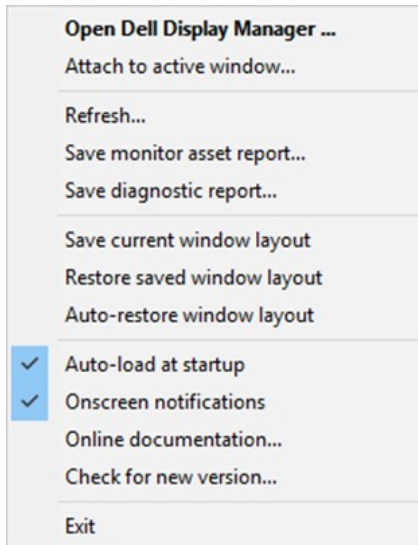 Open Dell Display Manager ...
Attach to active window...
Refresh...
Save monitor asset report...
Save diagnostic report...
Save current window layout
Restore saved window layout
Auto-restore window layout
Auto-load at startup
Onscreen notifications
Online documentation...
Check for new version...
Exit